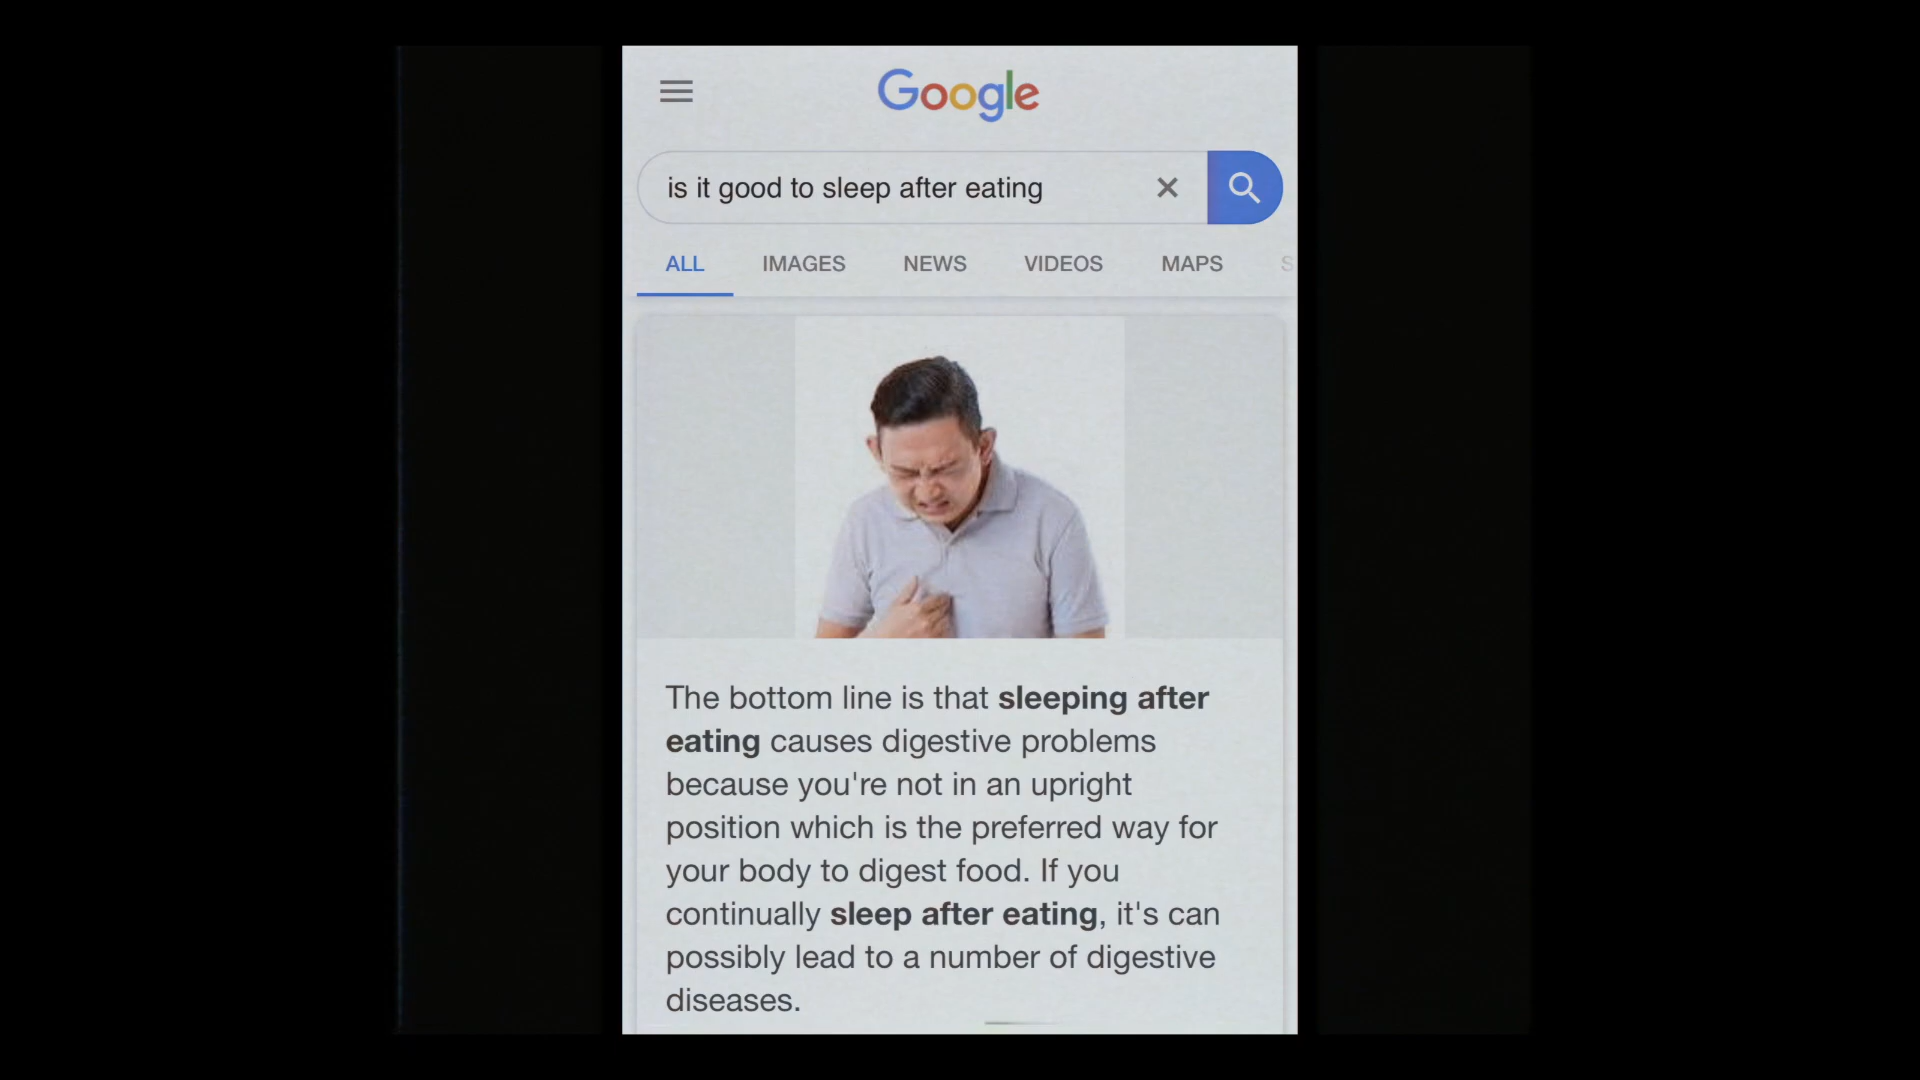 Google
is it good to sleep after eating
ALL IMAGES NEWS VIDEOS MAPS S
The bottom line is that sleeping after
eating causes digestive problems
because you're not in an upright
position which is the preferred way for
your body to digest food. If you
continually sleep after eating, it's can
possibly lead to a number of digestive
diseases.